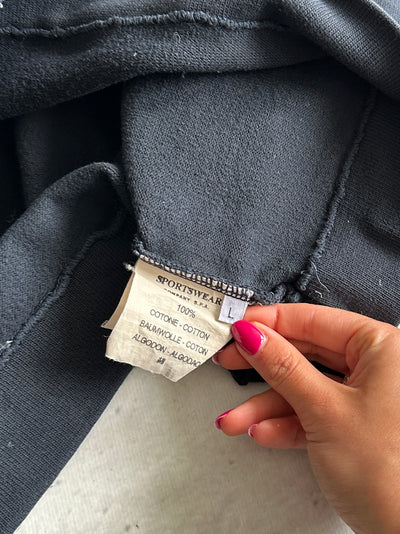 SPORTSWEAR
COMPANY S.P.A.
100%
COTONE - COTTON
BAUMWOLLE - COTON
ALGODON - ALGODAO
L